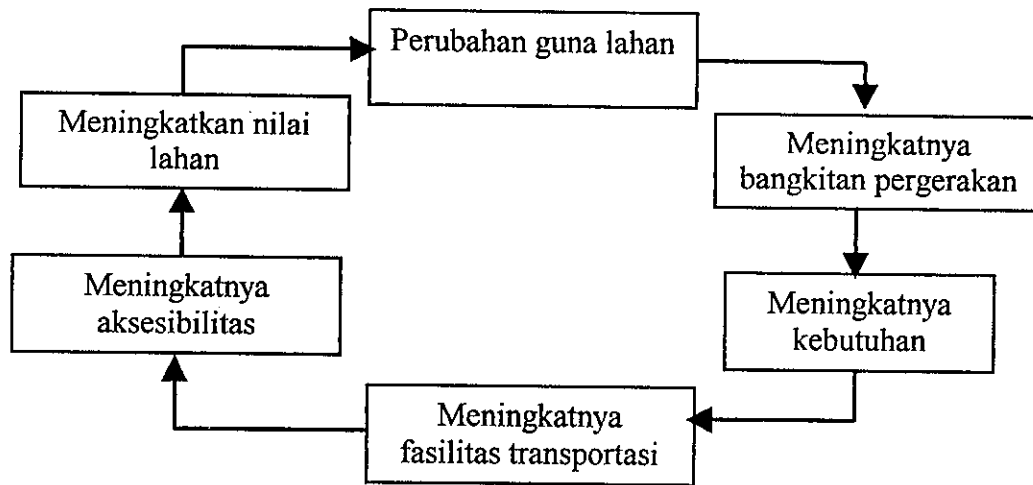 Perubahan guna lahan
Meningkatnya
bangkitan pergerakan
Meningkatnya
kebutuhan
Meningkatnya
fasilitas transportasi
Meningkatnya
aksesibilitas
Meningkatkan nilai
lahan